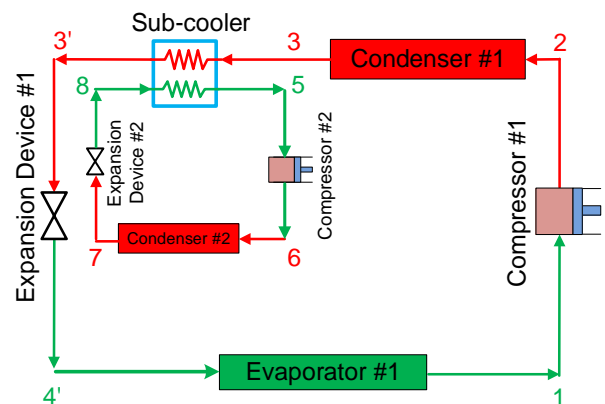 Sub-cooler
3'
3
Condenser #1
2
8
5
Expansion
Device #2
Compressor #2
Compressor #1
Expansion Device #1
7
Condenser #2
6
4'
Evaporator #1
1